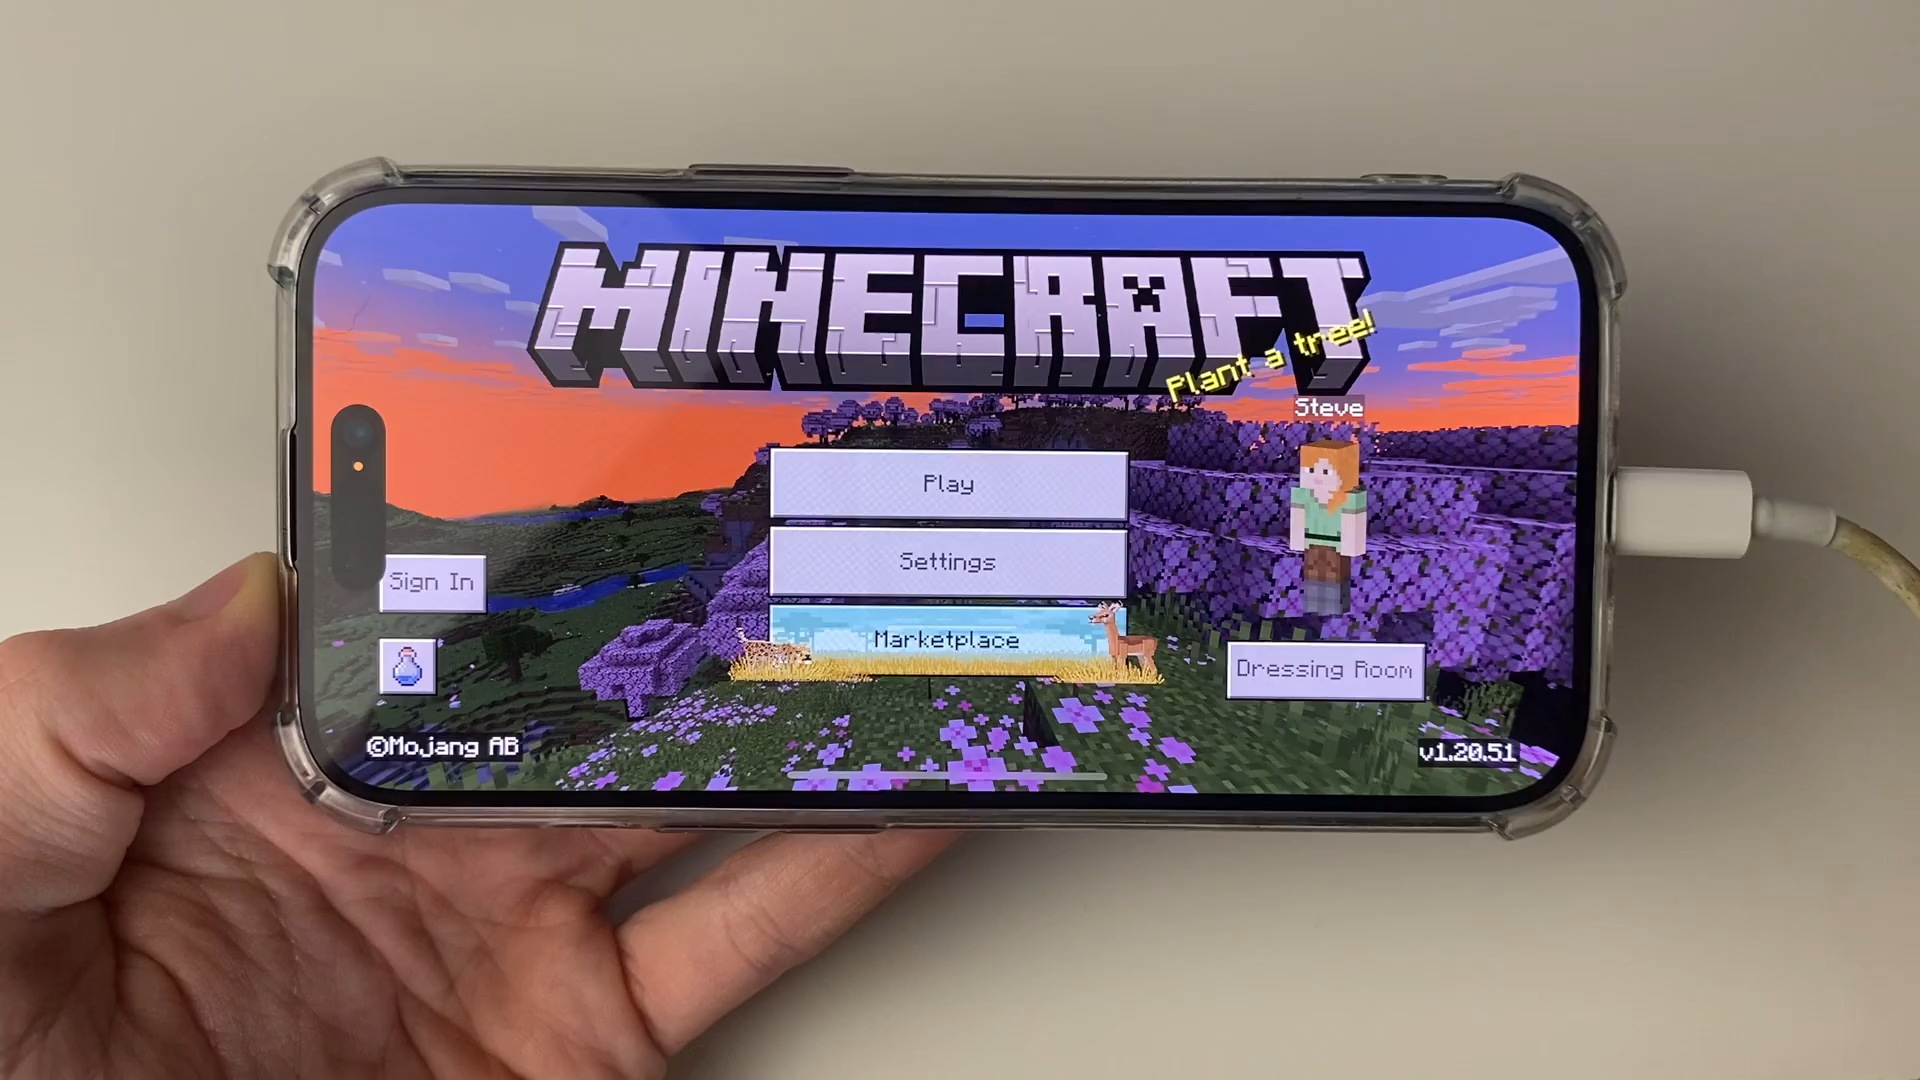 MINECRAFT
Plant a tree!
Steve
Play
Settings
Sign In
Marketplace
Dressing Room
©Mojang AB
v1.20.51